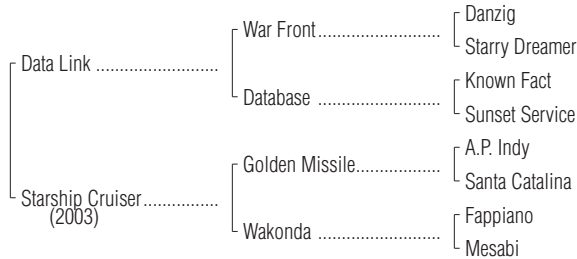 Danzig
War Front
Starry Dreamer
Data Link
Known Fact
Database
Sunset Service
A.P. Indy
Golden Missile
Santa Catalina
Starship Cruiser
(2003)
Fappiano
Wakonda
Mesabi